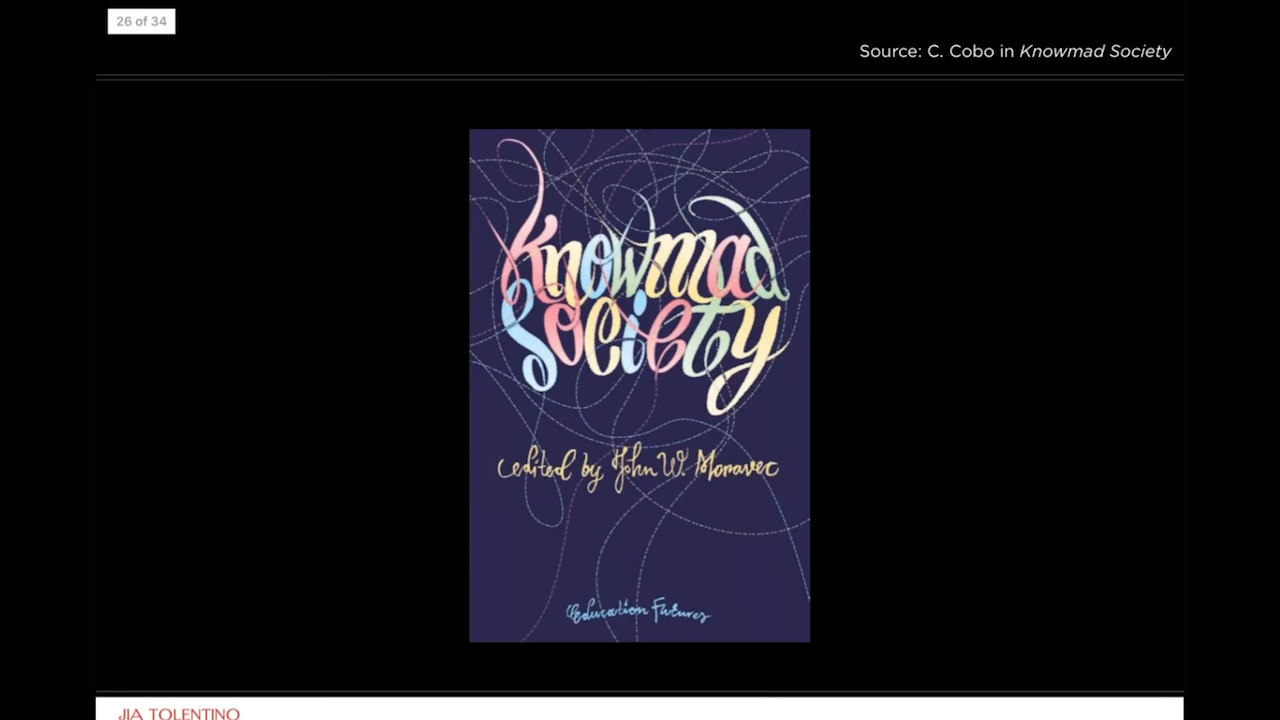 26 of 34
Source: C. Cobo in Knowmad Society
Knowmad
Society
edited by John W. Moravec
Education Futures
JIA TOLENTINO